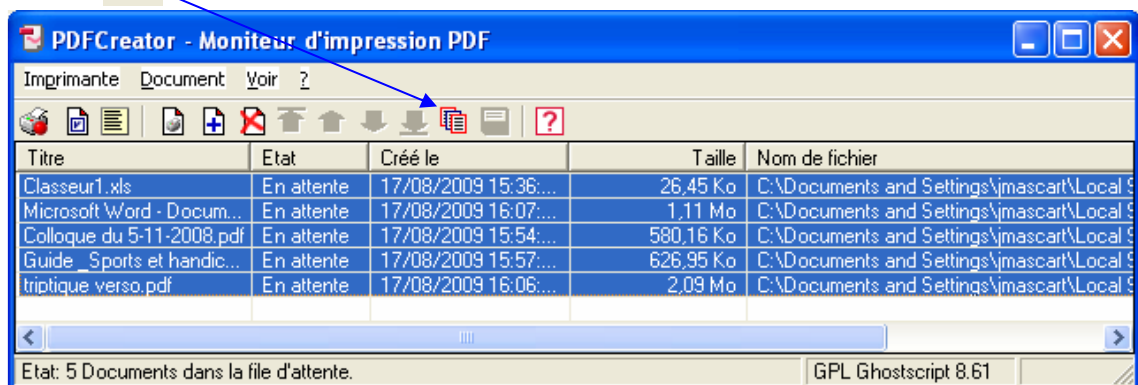 PDFCreator - Moniteur d'impression PDF
Imprimante Document Voir ?
Titre Etat Créé le Taille Nom de fichier
Classeur1.xls En attente 17/08/2009 15:36:... 26,45 Ko C:\Documents and Settings\jmascart\Local S
Microsoft Word - Docum... En attente 17/08/2009 16:07:... 1,11 Mo C:\Documents and Settings\jmascart\Local S
Colloque du 5-11-2008.pdf En attente 17/08/2009 15:54:... 580,16 Ko C:\Documents and Settings\jmascart\Local S
Guide _Sports et handic... En attente 17/08/2009 15:57:... 626,95 Ko C:\Documents and Settings\jmascart\Local S
triptique verso.pdf En attente 17/08/2009 16:06:... 2,09 Mo C:\Documents and Settings\jmascart\Local S
Etat: 5 Documents dans la file d'attente. GPL Ghostscript 8.61